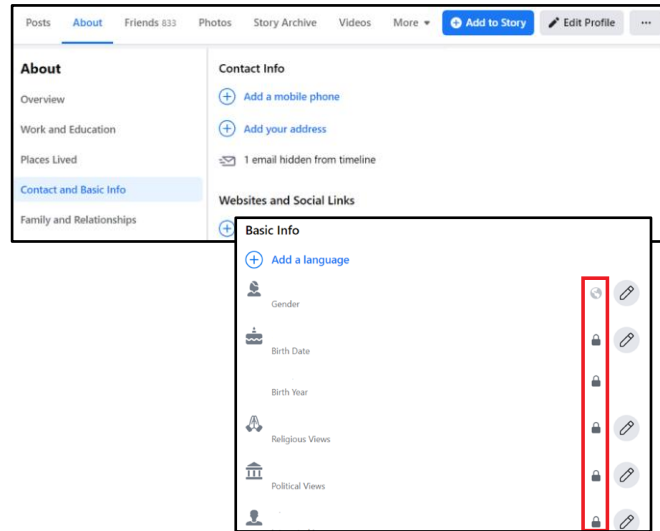 Posts About Friends 833 Photos Story Archive Videos More Add to Story Edit Profile ...
About
Overview
Work and Education
Places Lived
Contact and Basic Info
Family and Relationships
Contact Info
Add a mobile phone
Add your address
1 email hidden from timeline
Websites and Social Links
Basic Info
Add a language
Gender
Birth Date
Birth Year
Religious Views
Political Views